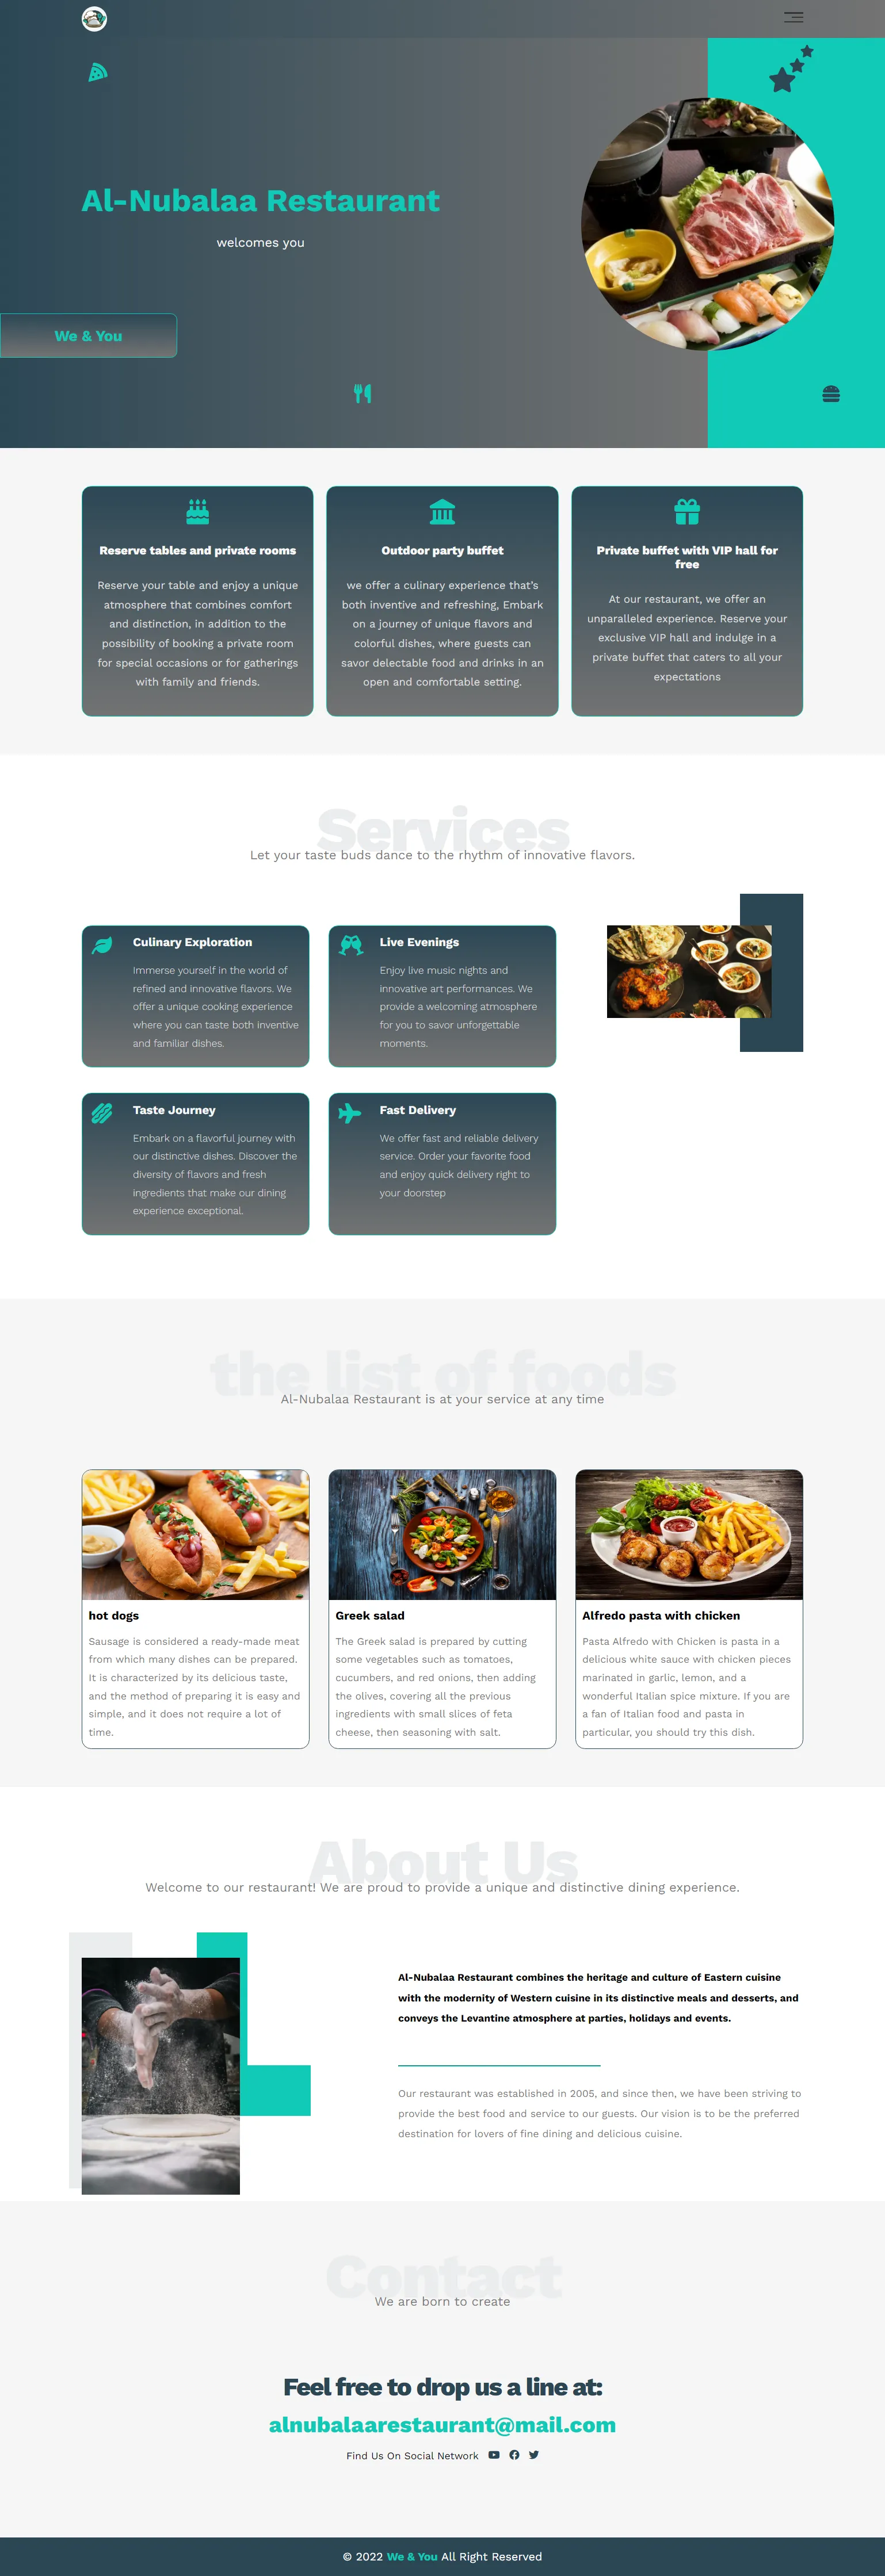 Al-Nubalaa Restaurant
welcomes you
We & You
Reserve tables and private rooms
Reserve your table and enjoy a unique
atmosphere that combines comfort
and distinction, in addition to the
possibility of booking a private room
for special occasions or for gatherings
with family and friends.
Outdoor party buffet
we offer a culinary experience that's
both inventive and refreshing, Embark
on a journey of unique flavors and
colorful dishes, where guests can
savor delectable food and drinks in an
open and comfortable setting.
Private buffet with VIP hall for
free
At our restaurant, we offer an
unparalleled experience. Reserve your
exclusive VIP hall and indulge in a
private buffet that caters to all your
expectations
Services
Let your taste buds dance to the rhythm of innovative flavors.
Culinary Exploration
Immerse yourself in the world of
refined and innovative flavors. We
offer a unique cooking experience
where you can taste both inventive
and familiar dishes.
Live Evenings
Enjoy live music nights and
innovative art performances. We
provide a welcoming atmosphere
for you to savor unforgettable
moments.
Taste Journey
Embark on a flavorful journey with
our distinctive dishes. Discover the
diversity of flavors and fresh
ingredients that make our dining
experience exceptional.
Fast Delivery
We offer fast and reliable delivery
service. Order your favorite food
and enjoy quick delivery right to
your doorstep
the list of foods
Al-Nubalaa Restaurant is at your service at any time
hot dogs
Sausage is considered a ready-made meat
from which many dishes can be prepared.
It is characterized by its delicious taste,
and the method of preparing it is easy and
simple, and it does not require a lot of
time.
Greek salad
The Greek salad is prepared by cutting
some vegetables such as tomatoes,
cucumbers, and red onions, then adding
the olives, covering all the previous
ingredients with small slices of feta
cheese, then seasoning with salt.
Alfredo pasta with chicken
Pasta Alfredo with Chicken is pasta in a
delicious white sauce with chicken pieces
marinated in garlic, lemon, and a
wonderful Italian spice mixture. If you are
a fan of Italian food and pasta in
particular, you should try this dish.
About Us
Welcome to our restaurant! We are proud to provide a unique and distinctive dining experience.
Al-Nubalaa Restaurant combines the heritage and culture of Eastern cuisine
with the modernity of Western cuisine in its distinctive meals and desserts, and
conveys the Levantine atmosphere at parties, holidays and events.
Our restaurant was established in 2005, and since then, we have been striving to
provide the best food and service to our guests. Our vision is to be the preferred
destination for lovers of fine dining and delicious cuisine.
Contact
We are born to create
Feel free to drop us a line at:
alnubalaarestaurant@mail.com
Find Us On Social Network
© 2022 We & You All Right Reserved